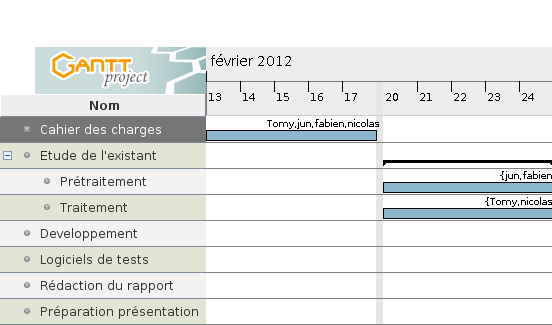 GANTT
project
février 2012
13 14 15 16 17 20 21 22 23 24
Nom
Cahier des charges
Tomy,jun,fabien,nicolas
Etude de l'existant
Prétraitement
{jun,fabien
Traitement
{Tomy,nicolas
Developpement
Logiciels de tests
Rédaction du rapport
Préparation présentation